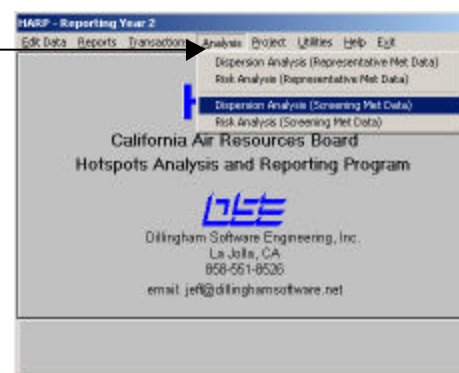 HARP - Reporting Year 2
Edit Data Reports Transactions Analysis Project Utilities Help Exit
Dispersion Analysis (Representative Met Data)
Risk Analysis (Representative Met Data)
Dispersion Analysis (Screening Met Data)
Risk Analysis (Screening Met Data)
California Air Resources Board
Hotspots Analysis and Reporting Program
DSE
Dillingham Software Engineering, Inc.
La Jolla, CA
858-551-8526
email: jeff@dillinghamsoftware.net